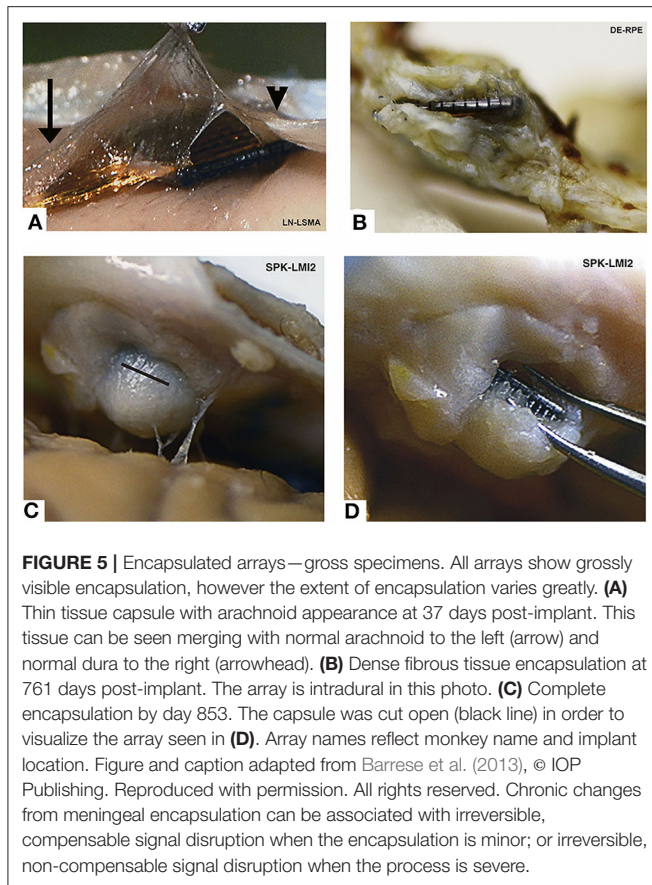 DE-RPE
A
LN-LSMA
B
SPK-LMI2
SPK-LMI2
C
D
FIGURE 5 | Encapsulated arrays—gross specimens. All arrays show grossly
visible encapsulation, however the extent of encapsulation varies greatly. (A)
Thin tissue capsule with arachnoid appearance at 37 days post-implant. This
tissue can be seen merging with normal arachnoid to the left (arrow) and
normal dura to the right (arrowhead). (B) Dense fibrous tissue encapsulation at
761 days post-implant. The array is intradural in this photo. (C) Complete
encapsulation by day 853. The capsule was cut open (black line) in order to
visualize the array seen in (D). Array names reflect monkey name and implant
location. Figure and caption adapted from Barrese et al. (2013), © IOP
Publishing. Reproduced with permission. All rights reserved. Chronic changes
from meningeal encapsulation can be associated with irreversible,
compensable signal disruption when the encapsulation is minor; or irreversible,
non-compensable signal disruption when the process is severe.